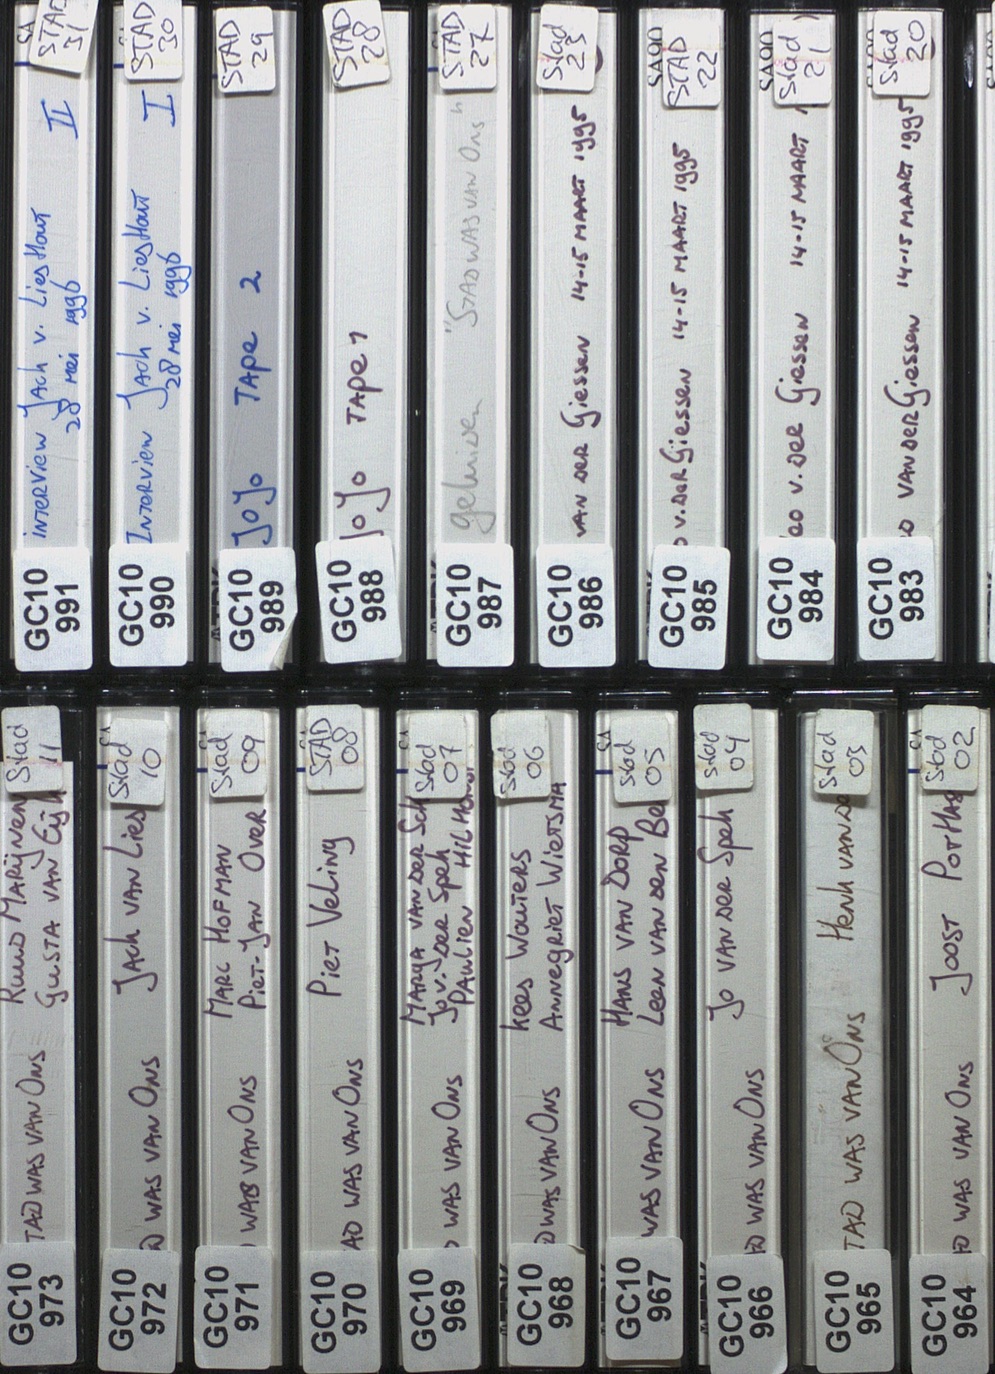 STAD
31
interview Jack v. Lieshout II
28 mei 1996
GC10
991
STAD
30
Interview Jack v. Lieshout I
28 mei 1996
GC10
990
STAD
29
JoJo TApe 2
GC10
989
STAD
28
JoJo TApe 1
GC10
988
STAD
27
geluiden "STAD WAS VAN Ons"
GC10
987
Stad
23
VAN DER Giessen 14-15 MAART 1995
GC10
986
STAD
22
v. DER Giessen 14-15 MAART 1995
GC10
985
Stad
21
eo v. DER Giessen 14-15 MAART
GC10
984
Stad
20
VAN DER Giessen 14-15 MAART 1995
GC10
983
Stad
11
TAD WAS VAN Ons Ruud MARijnen
GUSTA VAN Eijk
GC10
973
Stad
10
D WAS VAN Ons JACK VAN Lies
GC10
972
Stad
09
WAS VAN Ons MARC HOFMAN
Piet-JAN Over
GC10
971
STAD
08
AD WAS VAN Ons Piet Veling
GC10
970
Stad
07
WAS VAN Ons MARGA VAN DER Sch
Jo v. DER Spek
PAulien
GC10
969
Stad
06
D WAS VAN Ons kees Wouters
Annegriet WieTSMA
GC10
968
Stad
05
WAS VAN Ons HANS VAN DORP
Leen VAN DEN Be
GC10
967
Stad
04
D WAS VAN Ons Jo VAN DER Spek
GC10
966
Stad
03
TAD WAS VAN Ons Henk VAN DE
GC10
965
Stad
02
D WAS VAN Ons JOOST PoTHA
GC10
964